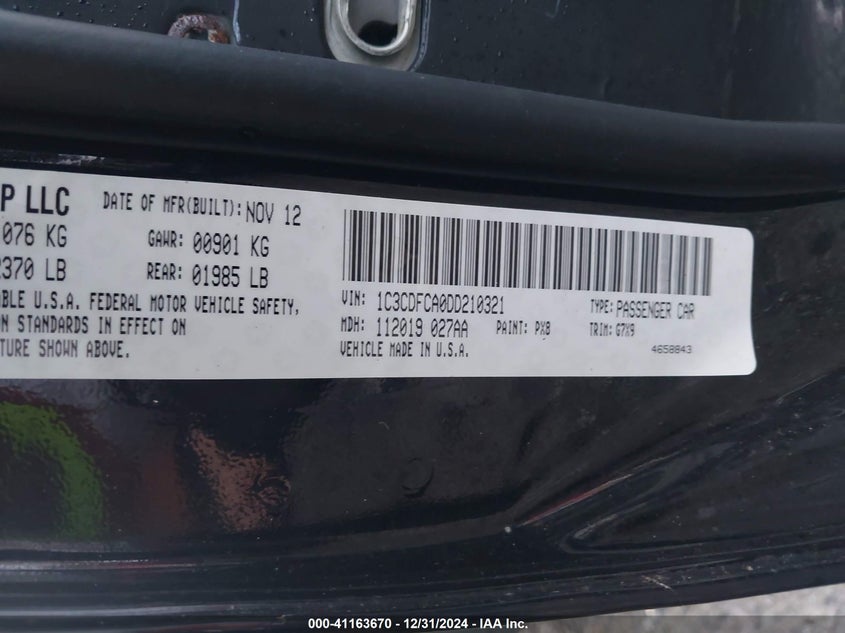 P LLC DATE OF MFR(BUILT): NOV 12
076 KG GAWR: 00901 KG
370 LB REAR: 01985 LB
BLE U.S.A. FEDERAL MOTOR VEHICLE SAFETY,
ON STANDARDS IN EFFECT ON
TURE SHOWN ABOVE.
VIN: 1C3CDFCA0DD210321 TYPE: PASSENGER CAR
MDH: 112019 027AA PAINT: PX8 TRIM: G7X9
VEHICLE MADE IN U.S.A. 4658843
000-41163670 - 12/31/2024 - © IAA Inc.